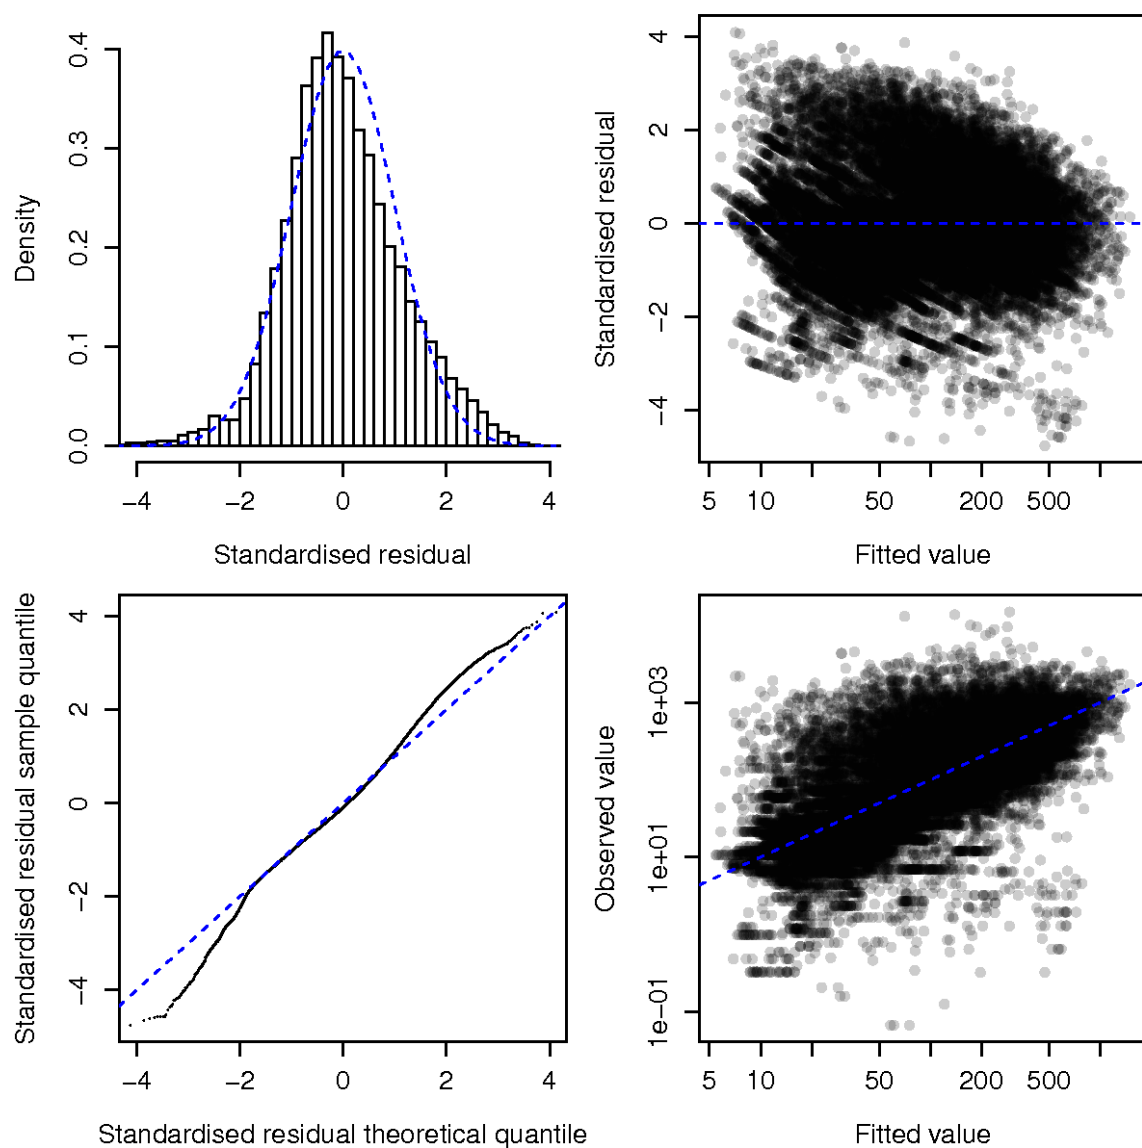 Density
0.0 0.1 0.2 0.3 0.4
−4 −2 0 2 4
Standardised residual
Standardised residual
−4 −2 0 2 4
5 10 50 200 500
Fitted value
Standardised residual sample quantile
−4 −2 0 2 4
−4 −2 0 2 4
Standardised residual theoretical quantile
Observed value
1e−01 1e+01 1e+03
5 10 50 200 500
Fitted value